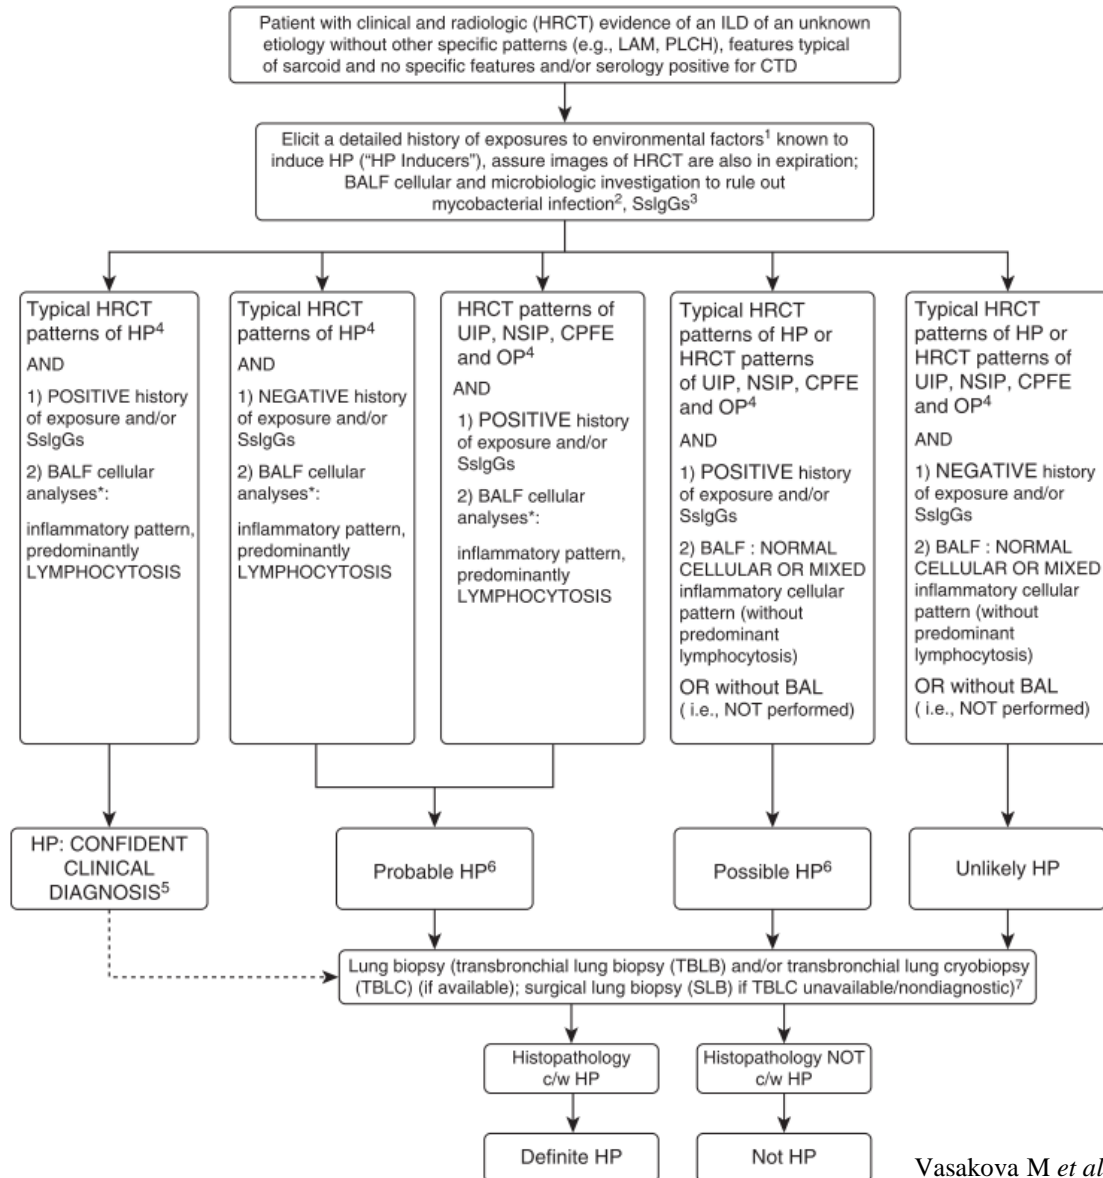 Patient with clinical and radiologic (HRCT) evidence of an ILD of an unknown
etiology without other specific patterns (e.g., LAM, PLCH), features typical
of sarcoid and no specific features and/or serology positive for CTD
Elicit a detailed history of exposures to environmental factors1 known to
induce HP (“HP Inducers”), assure images of HRCT are also in expiration;
BALF cellular and microbiologic investigation to rule out
mycobacterial infection2, SsIgGs3
Typical HRCT
patterns of HP4
AND
1) POSITIVE history
of exposure and/or
SsIgGs
2) BALF cellular
analyses*:
inflammatory pattern,
predominantly
LYMPHOCYTOSIS
Typical HRCT
patterns of HP4
AND
1) NEGATIVE history
of exposure and/or
SsIgGs
2) BALF cellular
analyses*:
inflammatory pattern,
predominantly
LYMPHOCYTOSIS
HRCT patterns of
UIP, NSIP, CPFE
and OP4
AND
1) POSITIVE history
of exposure and/or
SsIgGs
2) BALF cellular
analyses*:
inflammatory pattern,
predominantly
LYMPHOCYTOSIS
Typical HRCT
patterns of HP or
HRCT patterns
of UIP, NSIP, CPFE
and OP4
AND
1) POSITIVE history
of exposure and/or
SsIgGs
2) BALF : NORMAL
CELLULAR OR MIXED
inflammatory cellular
pattern (without
predominant
lymphocytosis)
OR without BAL
( i.e., NOT performed)
Typical HRCT
patterns of HP or
HRCT patterns of
UIP, NSIP, CPFE
and OP4
AND
1) NEGATIVE history
of exposure and/or
SsIgGs
2) BALF : NORMAL
CELLULAR OR MIXED
inflammatory cellular
pattern (without
predominant
lymphocytosis)
OR without BAL
( i.e., NOT performed)
HP: CONFIDENT
CLINICAL
DIAGNOSIS5
Probable HP6
Possible HP6
Unlikely HP
Lung biopsy (transbronchial lung biopsy (TBLB) and/or transbronchial lung cryobiopsy
(TBLC) (if available); surgical lung biopsy (SLB) if TBLC unavailable/nondiagnostic)7
Histopathology
c/w HP
Histopathology NOT
c/w HP
Definite HP
Not HP
Vasakova M et al